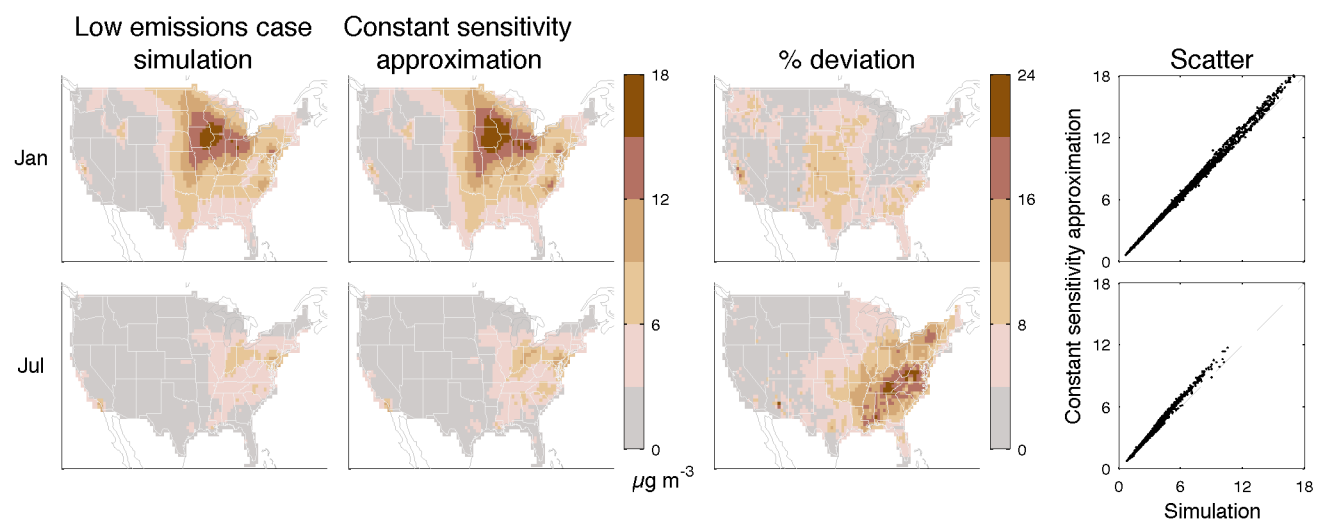 Low emissions case
simulation
Constant sensitivity
approximation
% deviation
Scatter
Jan
Jul
18
12
6
0
µg m-3
24
16
8
0
Constant sensitivity approximation
18
12
6
0
18
12
6
0
0 6 12 18
Simulation